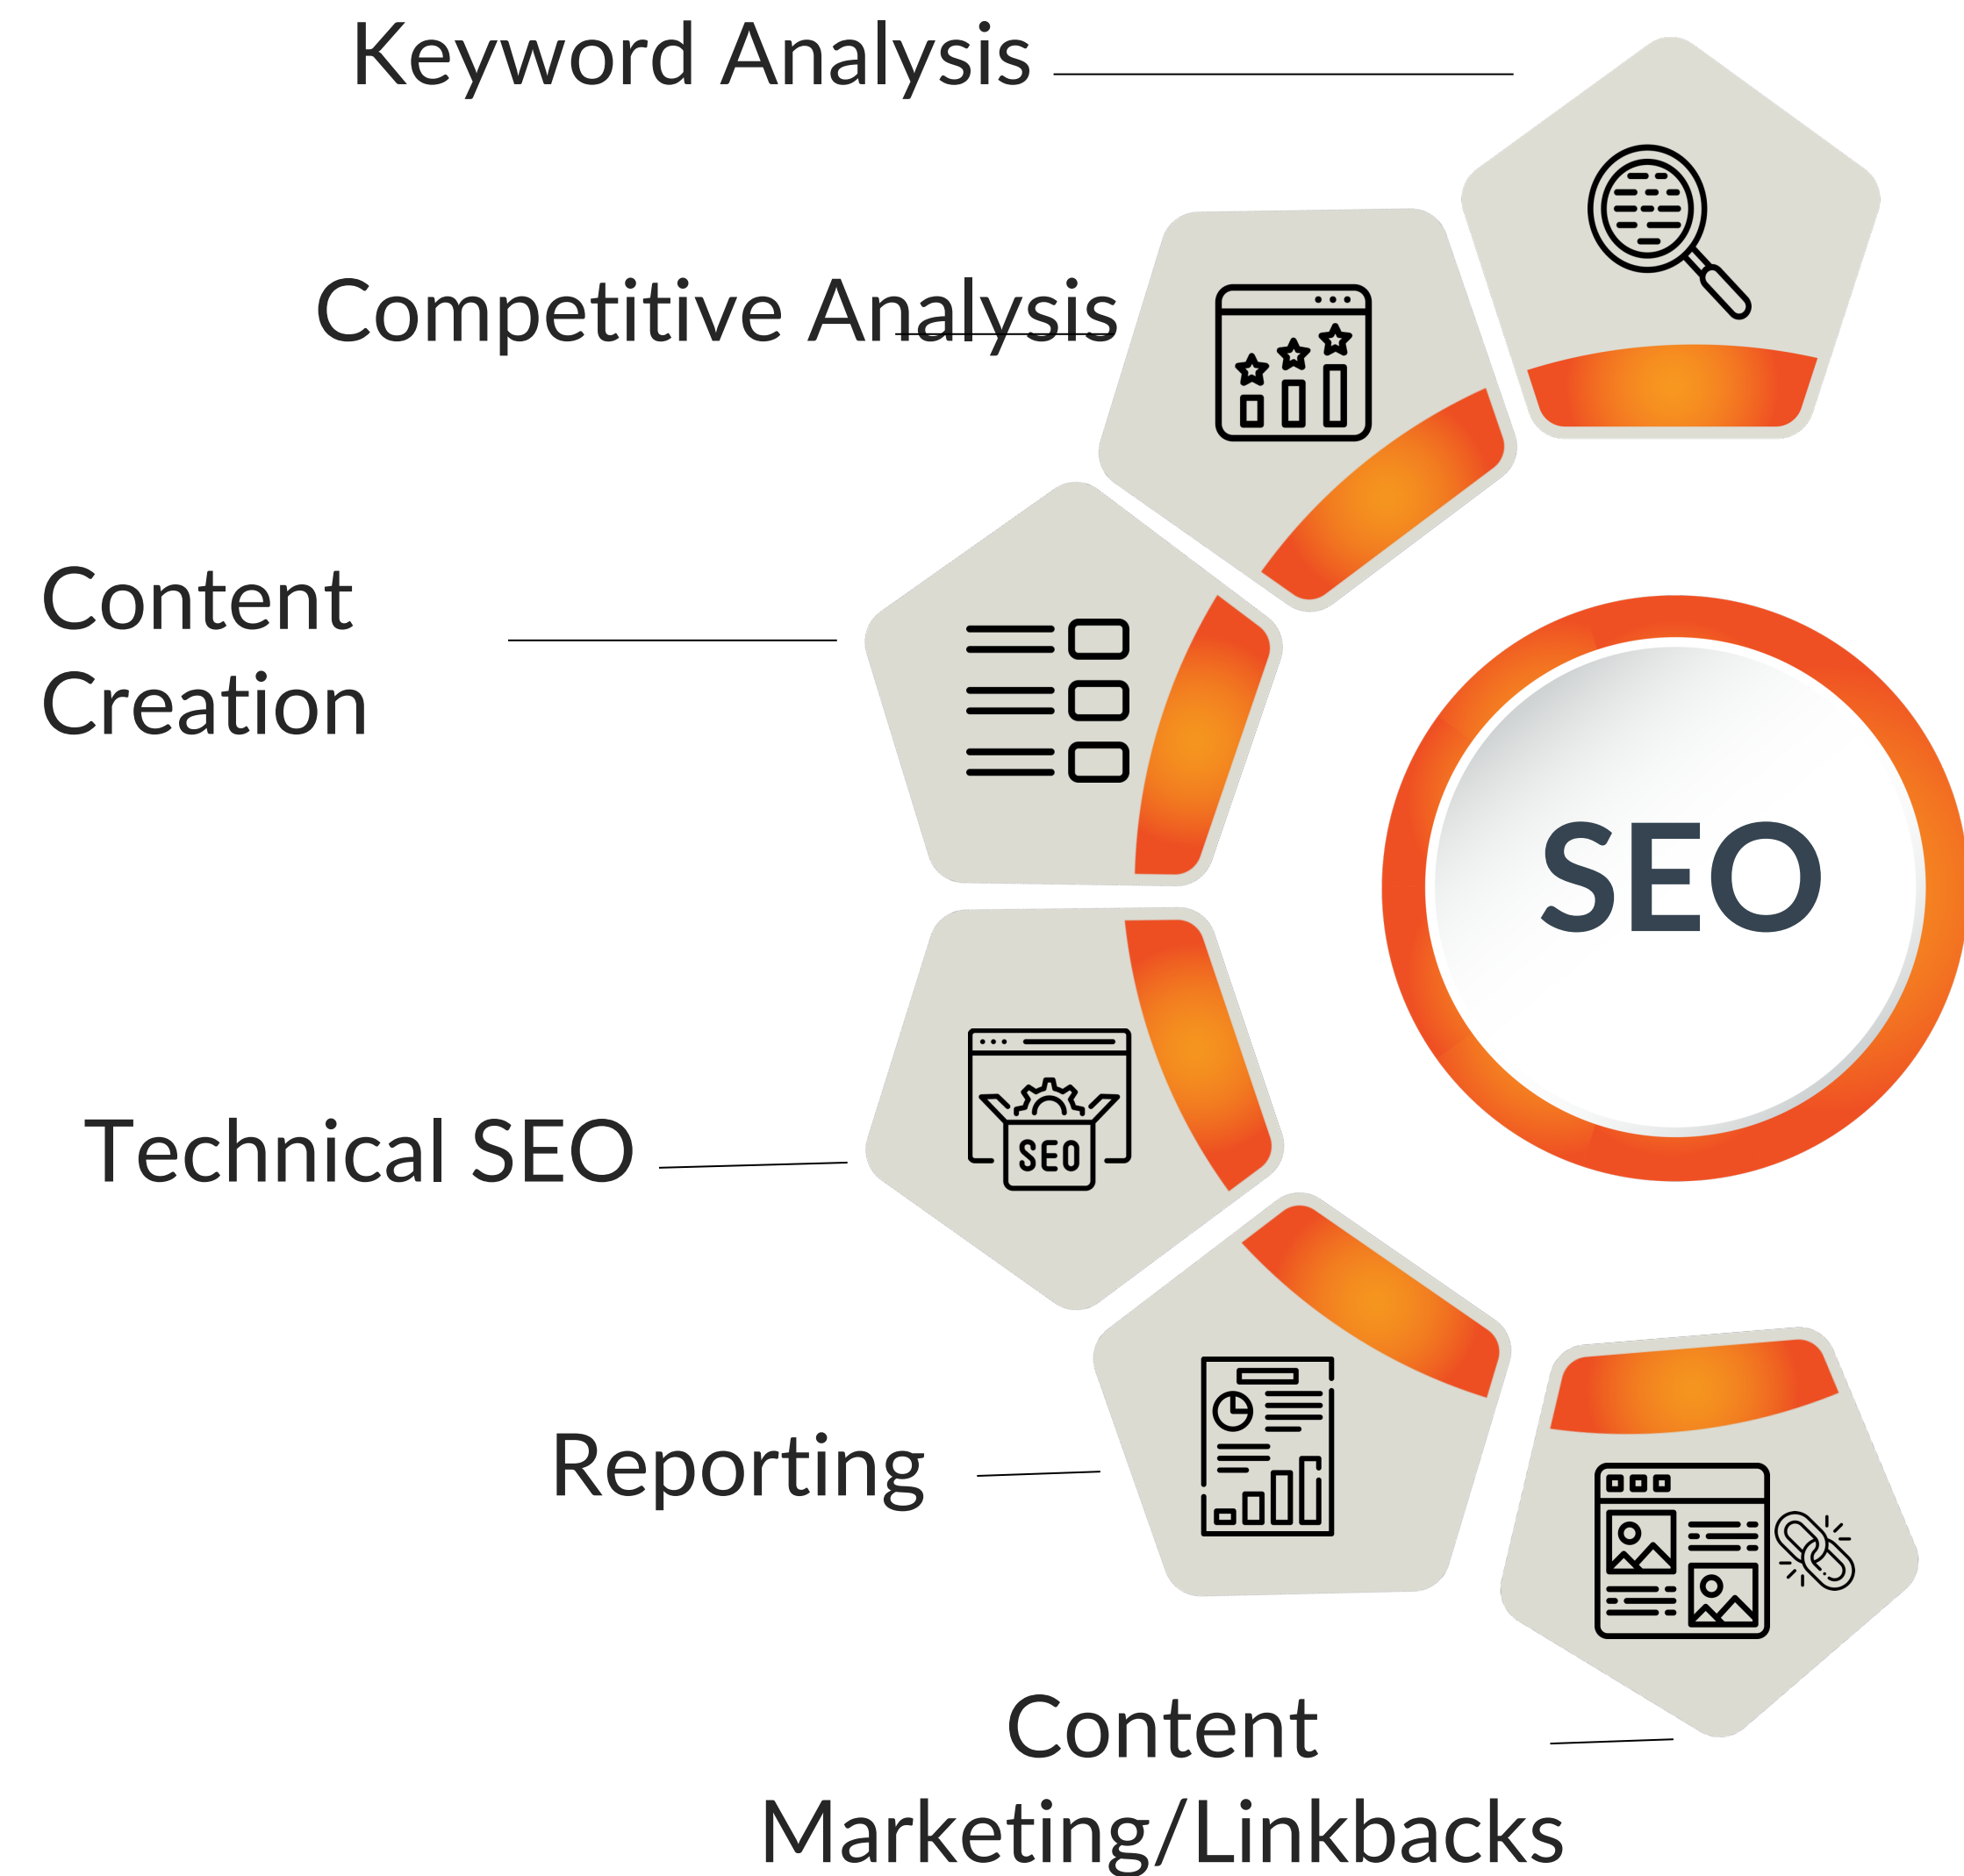 Keyword Analysis
Competitive Analysis
Content
Creation
SEO
Technical SEO
SEO
Reporting
Content
Marketing/Linkbacks